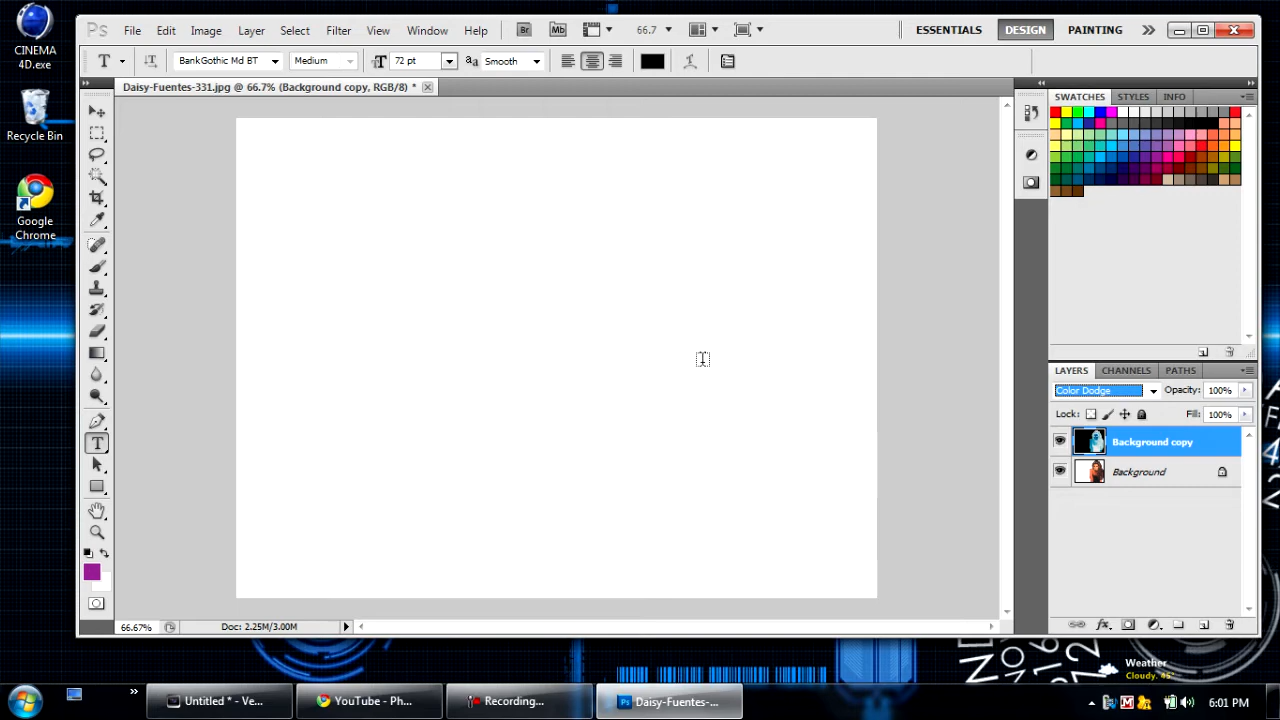 CINEMA
4D.exe
Recycle Bin
Google
Chrome
Ps File Edit Image Layer Select Filter View Window Help Br Mb 66.7 ESSENTIALS DESIGN PAINTING
T BankGothic Md BT Medium 72 pt Smooth
Daisy-Fuentes-331.jpg @ 66.7% (Background copy, RGB/8) *
SWATCHES STYLES INFO
LAYERS CHANNELS PATHS
Color Dodge Opacity: 100%
Lock: Fill: 100%
Background copy
Background
66.67% Doc: 2.25M/3.00M
Weather
Cloudy. 45°
Untitled * - Ve... YouTube - Ph... Recording... Daisy-Fuentes-... 6:01 PM